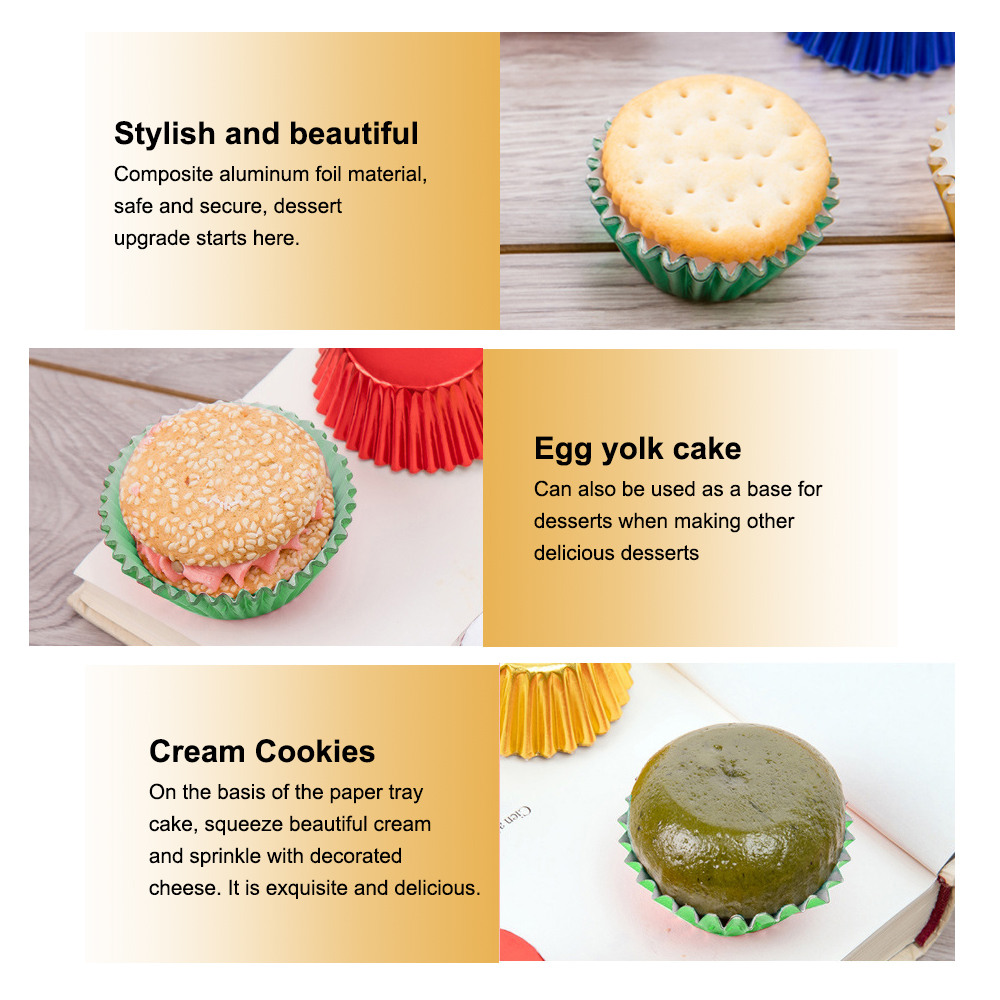 Stylish and beautiful
Composite aluminum foil material,
safe and secure, dessert
upgrade starts here.
Egg yolk cake
Can also be used as a base for
desserts when making other
delicious desserts
Cream Cookies
On the basis of the paper tray
cake, squeeze beautiful cream
and sprinkle with decorated
cheese. It is exquisite and delicious.